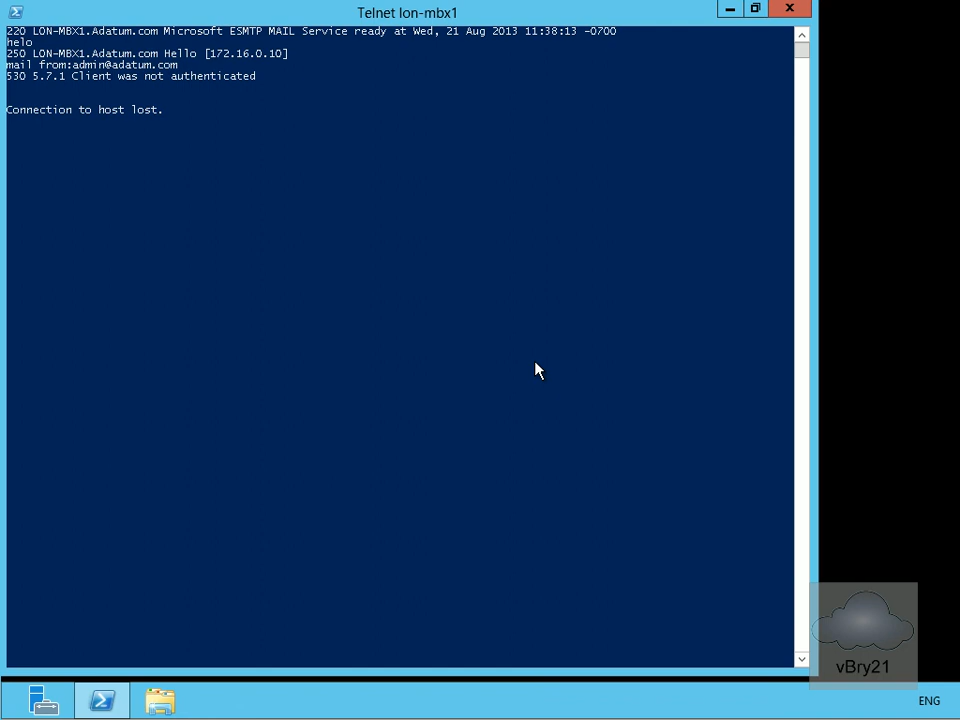 Telnet lon-mbx1
220 LON-MBX1.Adatum.com Microsoft ESMTP MAIL Service ready at Wed, 21 Aug 2013 11:38:13 -0700
helo
250 LON-MBX1.Adatum.com Hello [172.16.0.10]
mail from:admin@adatum.com
530 5.7.1 Client was not authenticated
Connection to host lost.
vBry21
ENG